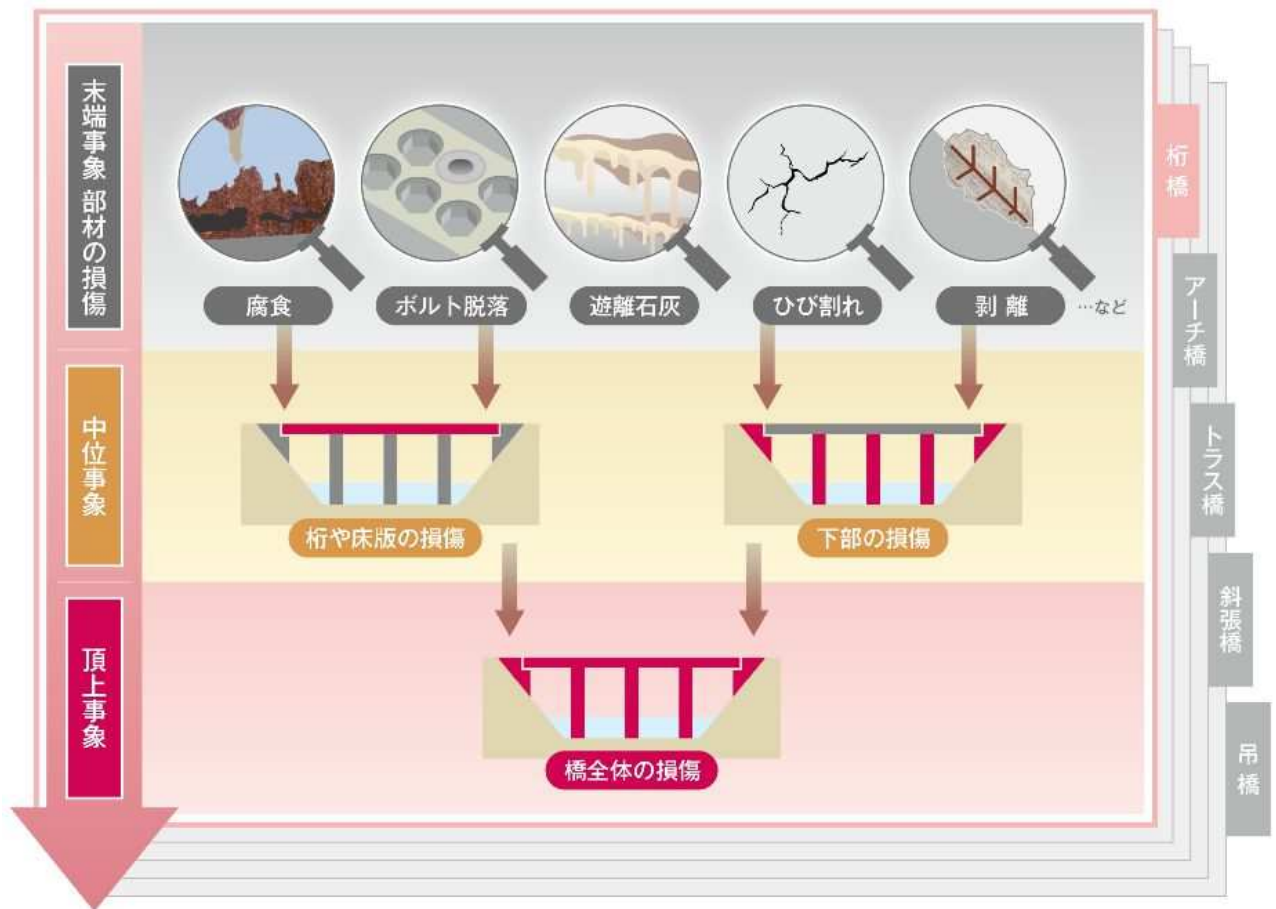 末端事象 部材の損傷
腐食
ボルト脱落
遊離石灰
ひび割れ
剥 離
…など
中位事象
桁や床版の損傷
下部の損傷
頂上事象
橋全体の損傷
桁橋
アーチ橋
トラス橋
斜張橋
吊橋